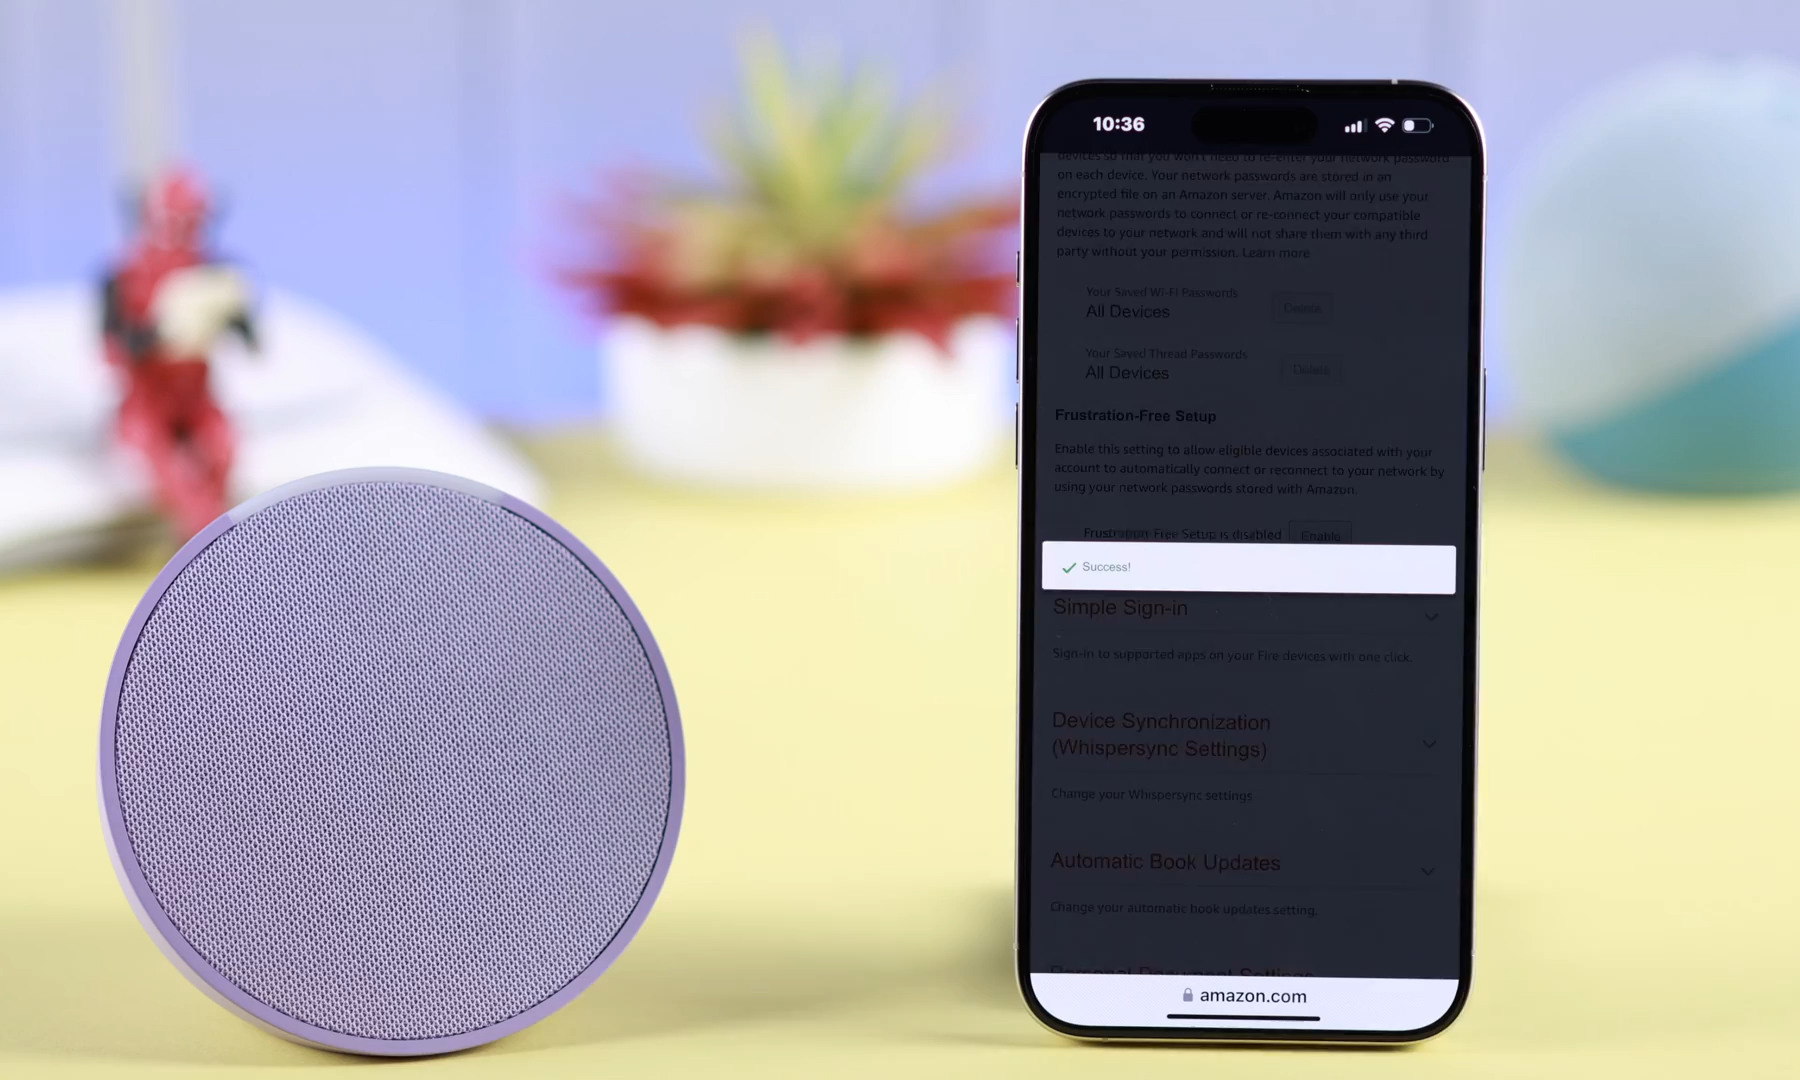 10:36
devices so that you won't need to re-enter your network password
on each device. Your network passwords are stored in an
encrypted file on an Amazon server. Amazon will only use your
network passwords to connect or re-connect your compatible
devices to your network and will not share them with any third
party without your permission. Learn more
Your Saved Wi-Fi Passwords
All Devices
Delete
Your Saved Thread Passwords
All Devices
Delete
Frustration-Free Setup
Enable this setting to allow eligible devices associated with your
account to automatically connect or reconnect to your network by
using your network passwords stored with Amazon.
Frustration Free Setup is disabled
Enable
Success!
Simple Sign-in
Sign-in to supported apps on your Fire devices with one click.
Device Synchronization
(Whispersync Settings)
Change your Whispersync settings
Automatic Book Updates
Change your automatic book updates setting.
Personal Document Settings
amazon.com